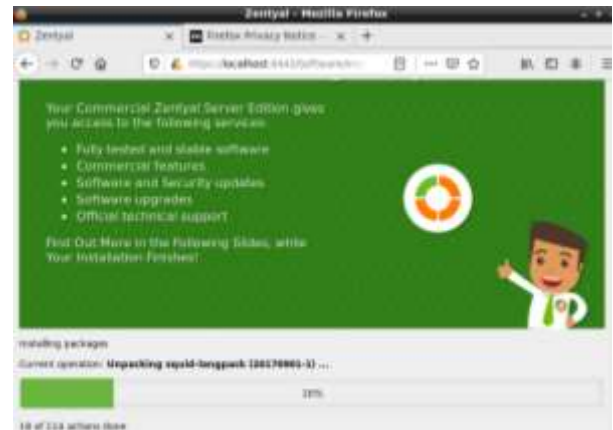 Zentyal - Mozilla Firefox
Zentyal
Firefox Privacy Notice
Your Commercial Zentyal Server Edition gives
you access to the following services:
Fully tested and stable software
Commercial features
Software and Security updates
Software upgrades
Official technical support
Find Out More in the Following Slides, while
Your Installation Finishes!
Installing packages
Current operation: Unpacking squid-langpack (20170901-1) ...
of 114 actions done